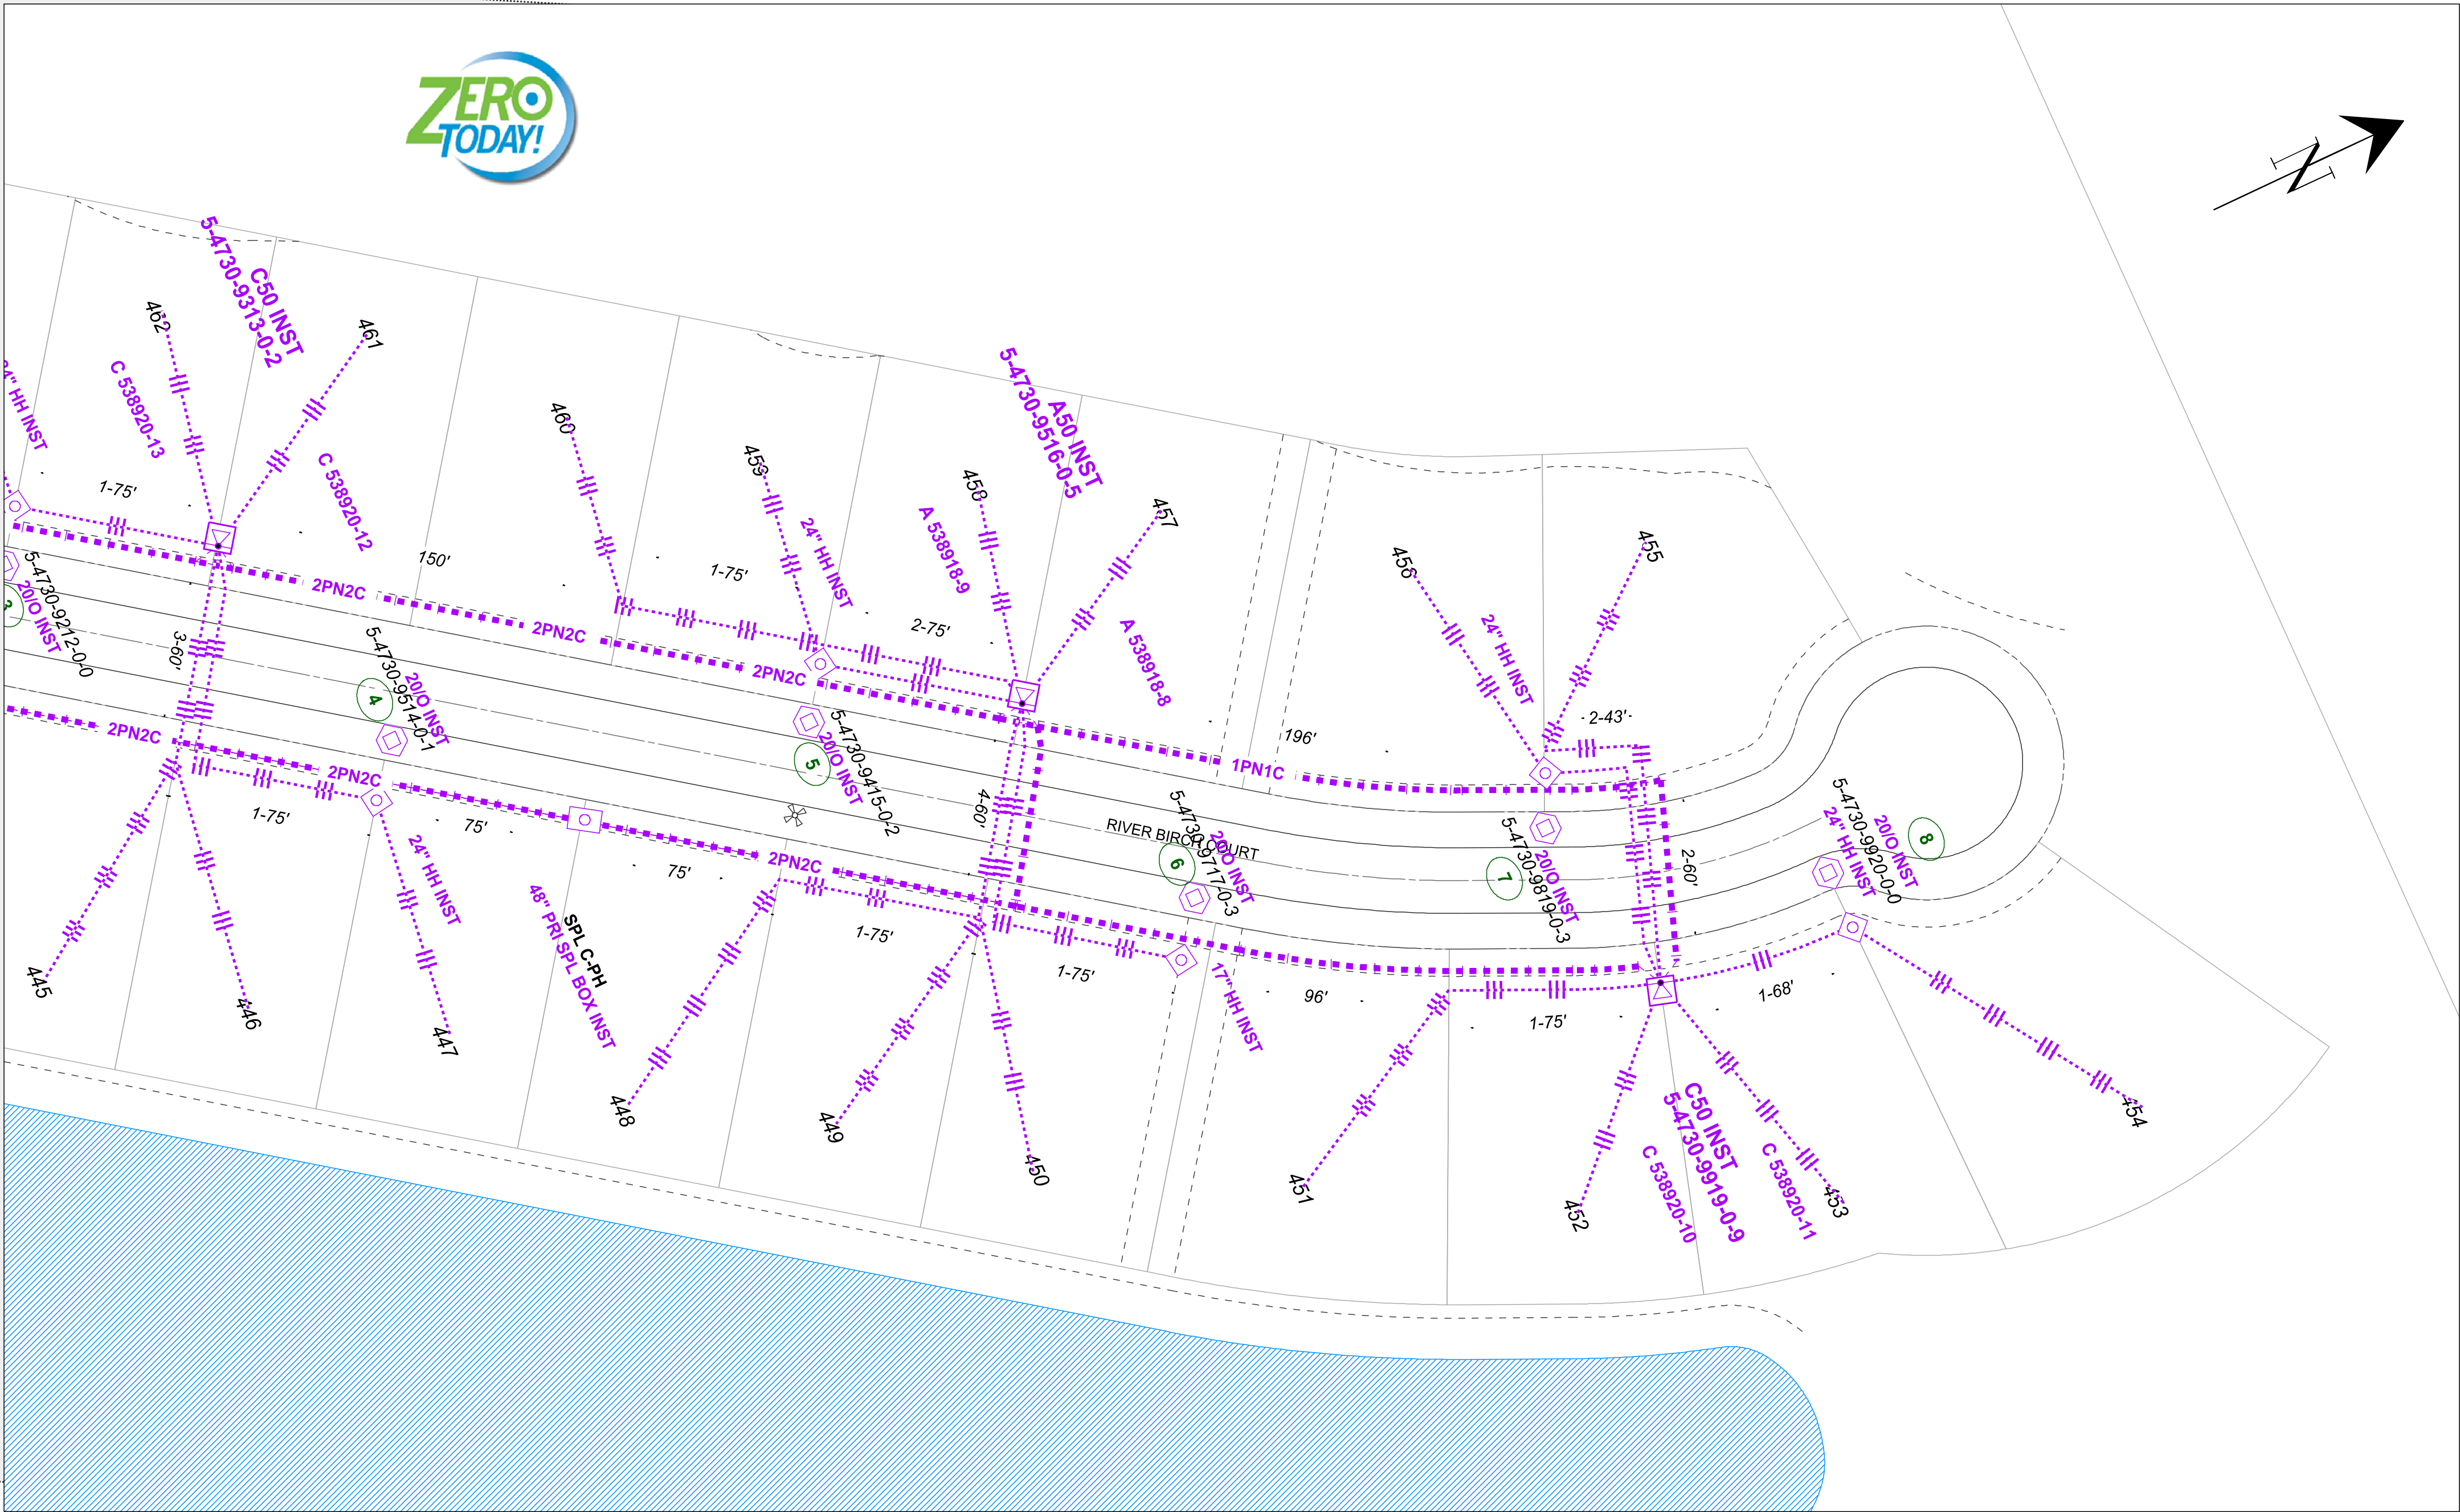 ZERO
TODAY!
N
5-4730-9313-0-2
C50 INST
462
461
C 538920-13
C 538920-12
24" HH INST
1-75'
150'
2PN2C
5-4730-9212-0-0
20/O INST
3
3-60'
460
459
24" HH INST
1-75'
2PN2C
2PN2C
5-4730-9516-0-5
A50 INST
458
457
A 538918-9
A 538918-8
2-75'
196'
1PN1C
456
455
24" HH INST
2-43'
2PN2C
2PN2C
4
5-4730-9514-0-1
20/O INST
5
5-4730-9415-0-2
20/O INST
4-60'
RIVER BIRCH COURT
6
5-4730-9717-0-3
20/O INST
7
5-4730-9819-0-3
20/O INST
2-60'
8
5-4730-9920-0-0
20/O INST
24" HH INST
1-75'
75'
75'
2PN2C
24" HH INST
SPL C-PH
48" PRI SPL BOX INST
1-75'
1-75'
17" HH INST
96'
1-75'
1-68'
445
446
447
448
449
450
451
452
453
454
C50 INST
5-4730-9919-0-9
C 538920-10
C 538920-11